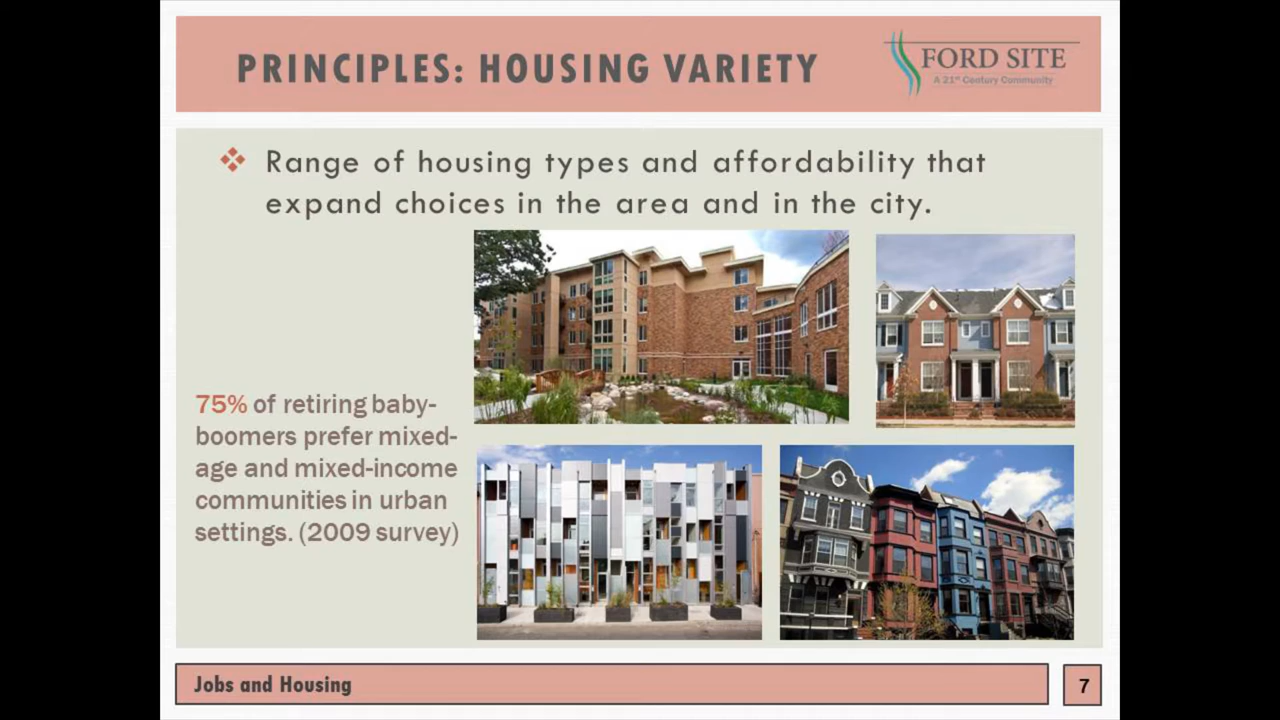 PRINCIPLES: HOUSING VARIETY
FORD SITE
A 21st Century Community
❖ Range of housing types and affordability that
expand choices in the area and in the city.
75% of retiring baby-
boomers prefer mixed-
age and mixed-income
communities in urban
settings. (2009 survey)
Jobs and Housing
7